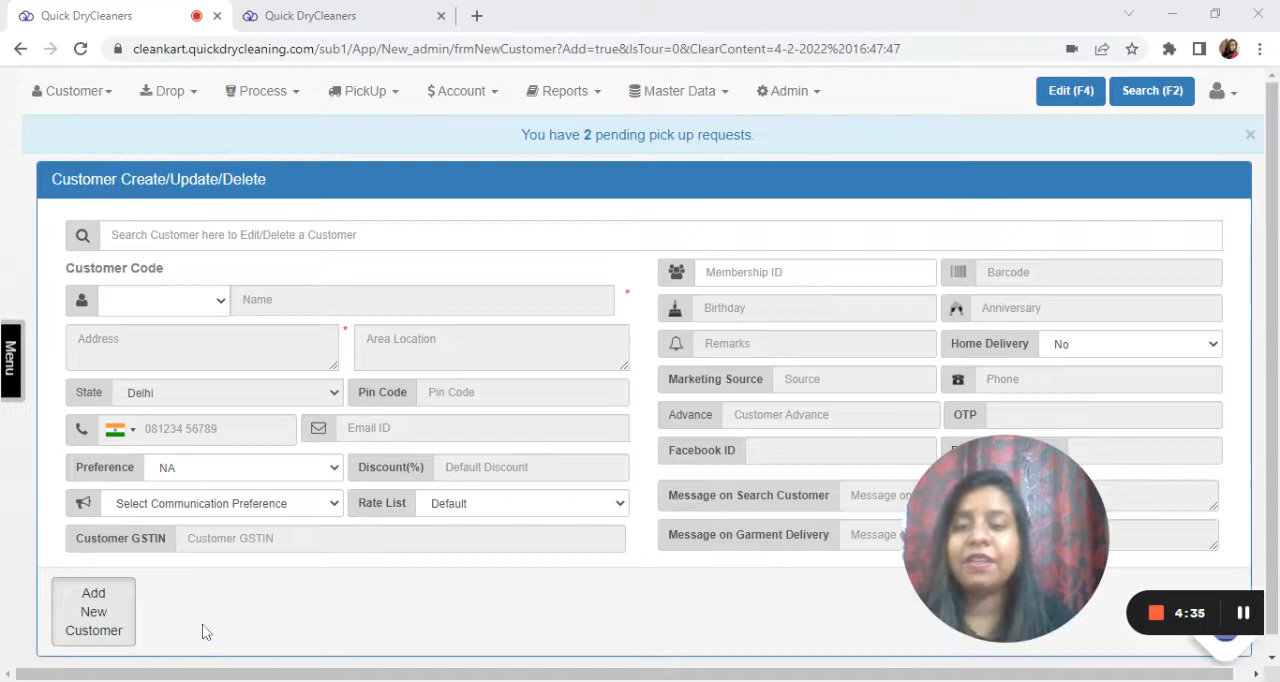 Quick DryCleaners
Quick DryCleaners
cleankart.quickdrycleaning.com/sub1/App/New_admin/frmNewCustomer?Add=true&IsTour=0&ClearContent=4-2-2022%2016:47:47
Customer Drop Process PickUp $ Account Reports Master Data Admin Edit (F4) Search (F2)
You have 2 pending pick up requests. ×
Customer Create/Update/Delete
Search Customer here to Edit/Delete a Customer
Customer Code
Name *
Address * Area Location
State Delhi Pin Code Pin Code
081234 56789 Email ID
Preference NA Discount(%) Default Discount
Select Communication Preference Rate List Default
Customer GSTIN Customer GSTIN
Membership ID Barcode
Birthday Anniversary
Remarks Home Delivery No
Marketing Source Source Phone
Advance Customer Advance OTP
Facebook ID
Message on Search Customer Message on
Message on Garment Delivery Message
Menu
Add
New
Customer
4:35